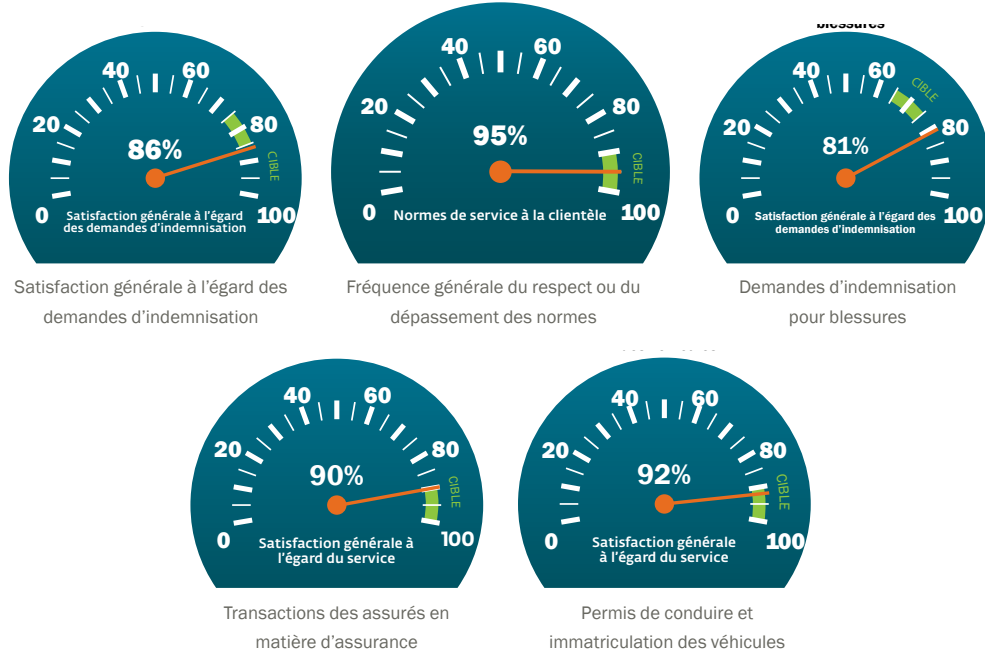 40
60
20
80
86%
CIBLE
0
100
Satisfaction générale à l'égard
des demandes d'indemnisation
Satisfaction générale à l'égard des
demandes d'indemnisation
40
60
20
80
95%
CIBLE
0
100
Normes de service à la clientèle
Fréquence générale du respect ou du
dépassement des normes
blessures
40
60
CIBLE
20
80
81%
0
100
Satisfaction générale à l'égard des
demandes d'indemnisation
Demandes d'indemnisation
pour blessures
40
60
20
80
90%
CIBLE
0
100
Satisfaction générale à
l'égard du service
Transactions des assurés en
matière d'assurance
40
60
20
80
92%
CIBLE
0
100
Satisfaction générale
à l'égard du service
Permis de conduire et
immatriculation des véhicules